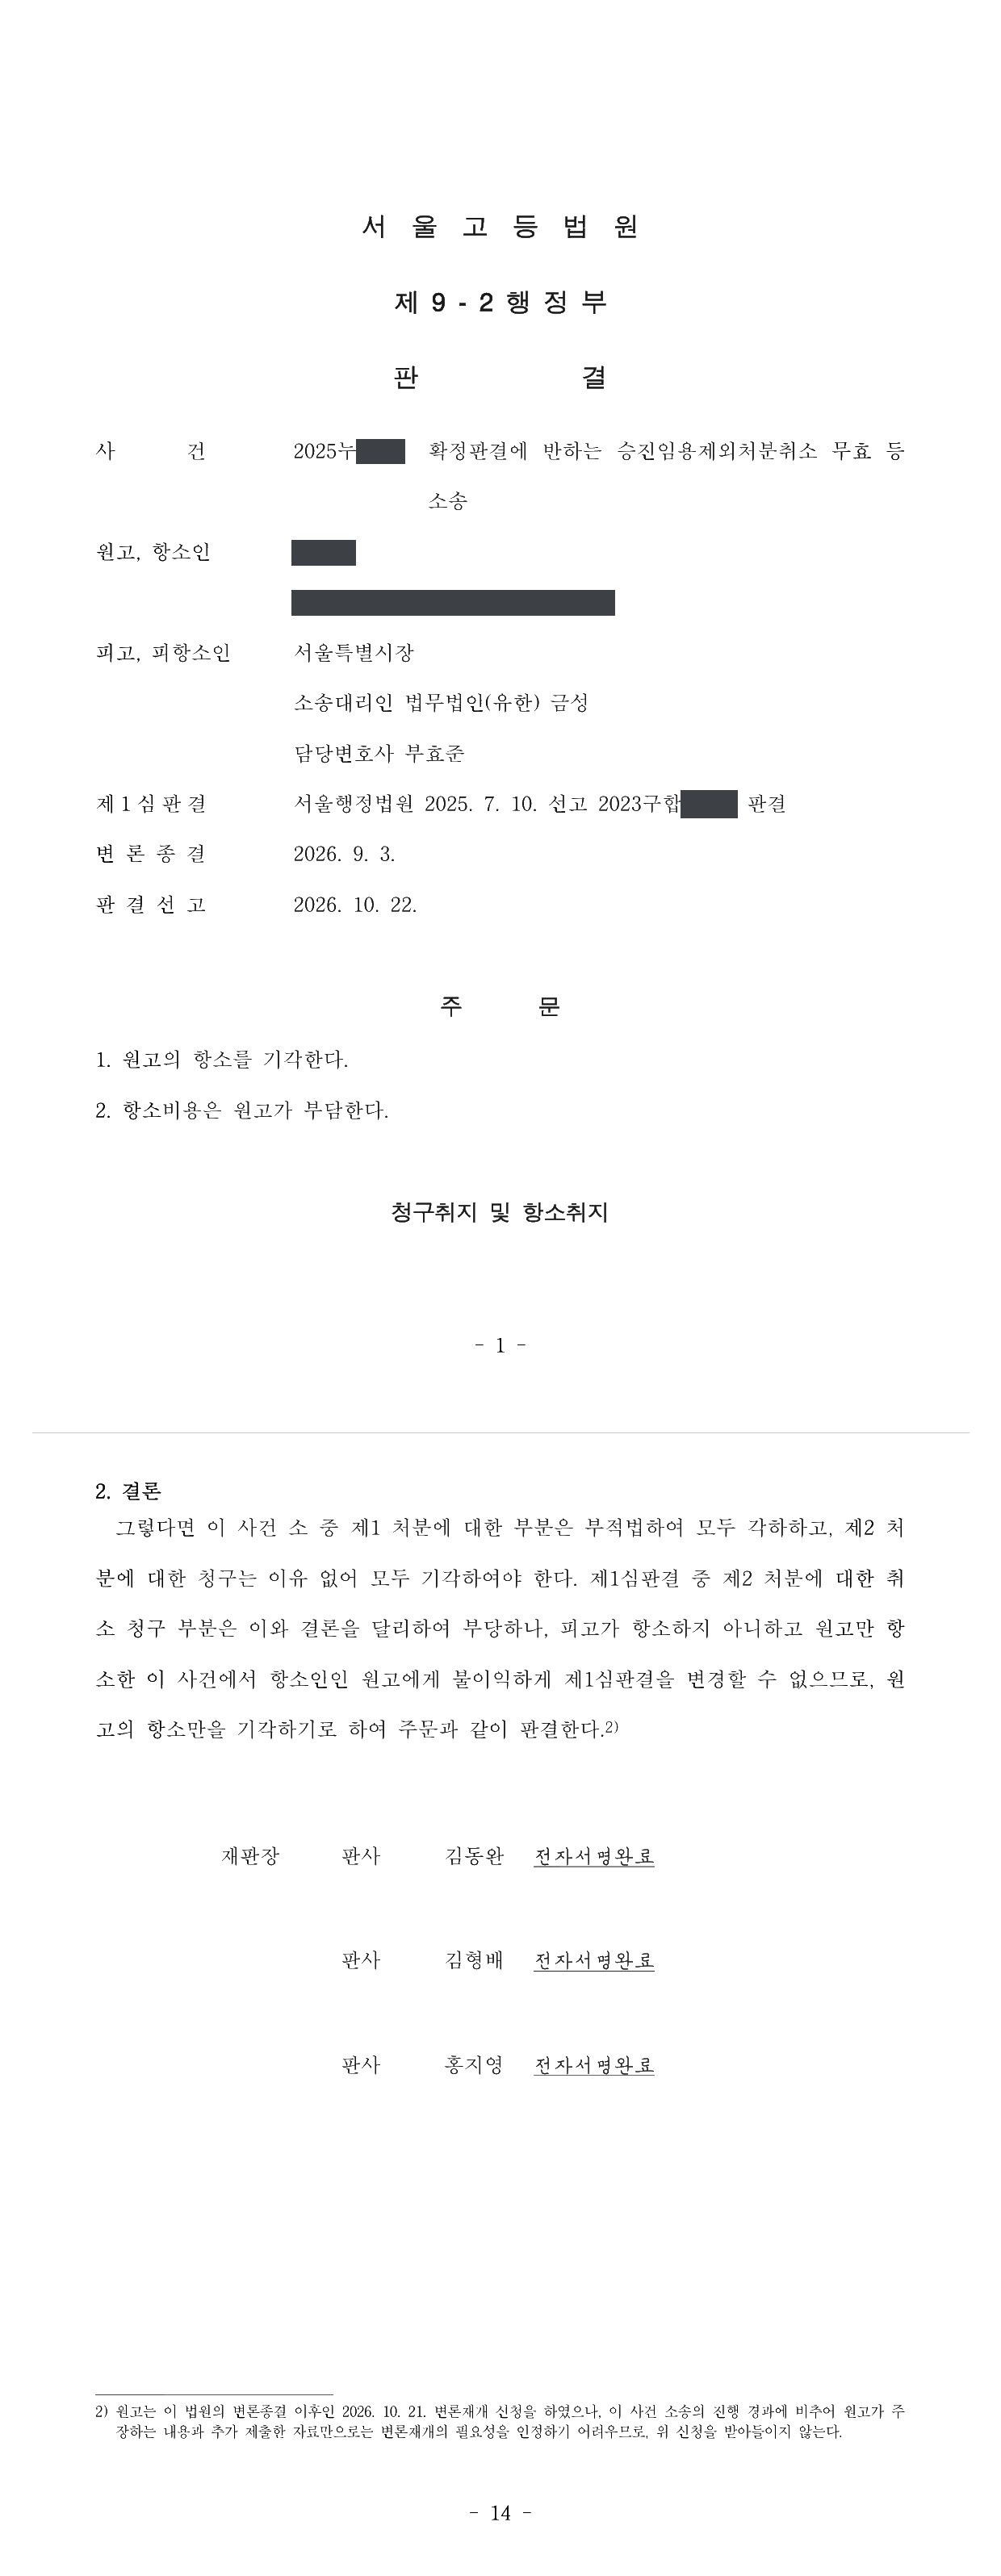 서 울 고 등 법 원
제 9 - 2 행 정 부
판 결
사 건 2025누 확정판결에 반하는 승진임용제외처분취소 무효 등
소송
원고, 항소인
피고, 피항소인 서울특별시장
소송대리인 법무법인(유한) 금성
담당변호사 부효준
제 1 심 판 결 서울행정법원 2025. 7. 10. 선고 2023구합 판결
변 론 종 결 2026. 9. 3.
판 결 선 고 2026. 10. 22.
주 문
1. 원고의 항소를 기각한다.
2. 항소비용은 원고가 부담한다.
청구취지 및 항소취지
- 1 -
2. 결론
그렇다면 이 사건 소 중 제1 처분에 대한 부분은 부적법하여 모두 각하하고, 제2 처
분에 대한 청구는 이유 없어 모두 기각하여야 한다. 제1심판결 중 제2 처분에 대한 취
소 청구 부분은 이와 결론을 달리하여 부당하나, 피고가 항소하지 아니하고 원고만 항
소한 이 사건에서 항소인인 원고에게 불이익하게 제1심판결을 변경할 수 없으므로, 원
고의 항소만을 기각하기로 하여 주문과 같이 판결한다.2)
재판장 판사 김동완 전자서명완료
판사 김형배 전자서명완료
판사 홍지영 전자서명완료
2) 원고는 이 법원의 변론종결 이후인 2026. 10. 21. 변론재개 신청을 하였으나, 이 사건 소송의 진행 경과에 비추어 원고가 주
장하는 내용과 추가 제출한 자료만으로는 변론재개의 필요성을 인정하기 어려우므로, 위 신청을 받아들이지 않는다.
- 14 -